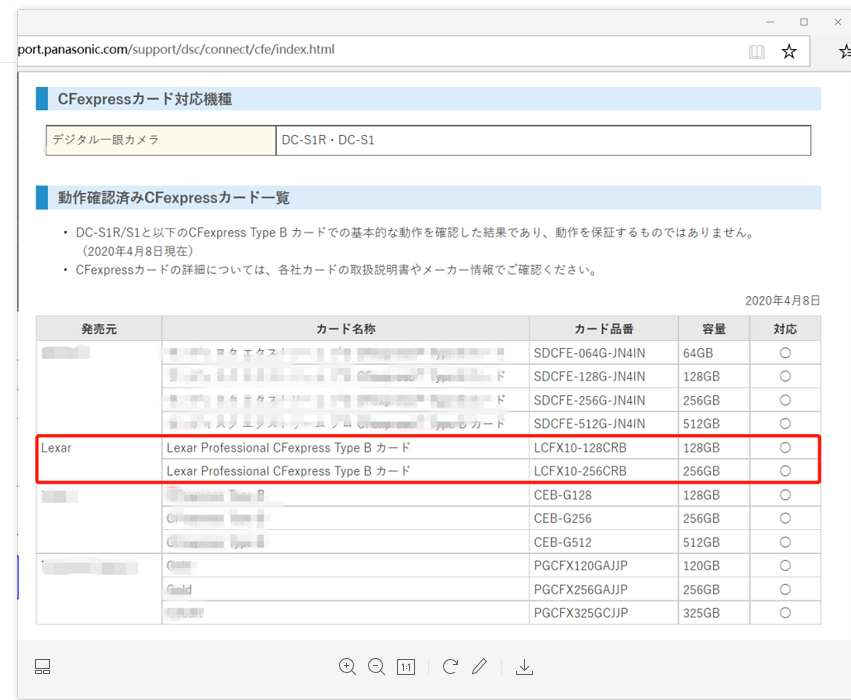 port.panasonic.com/support/dsc/connect/cfe/index.html
CFexpressカード対応機種
デジタル一眼カメラ DC-S1R・DC-S1
動作確認済みCFexpressカード一覧
・ DC-S1R/S1と以下のCFexpress Type B カードでの基本的な動作を確認した結果であり、動作を保証するものではありません。
（2020年4月8日現在）
・ CFexpressカードの詳細については、各社カードの取扱説明書やメーカー情報でご確認ください。
2020年4月8日
発売元 カード名称 カード品番 容量 対応
SDCFE-064G-JN4IN 64GB ○
SDCFE-128G-JN4IN 128GB ○
SDCFE-256G-JN4IN 256GB ○
SDCFE-512G-JN4IN 512GB ○
Lexar Lexar Professional CFexpress Type B カード LCFX10-128CRB 128GB ○
Lexar Professional CFexpress Type B カード LCFX10-256CRB 256GB ○
CEB-G128 128GB ○
CEB-G256 256GB ○
CEB-G512 512GB ○
PGCFX120GAJJP 120GB ○
Gold PGCFX256GAJJP 256GB ○
PGCFX325GCJJP 325GB ○
1:1